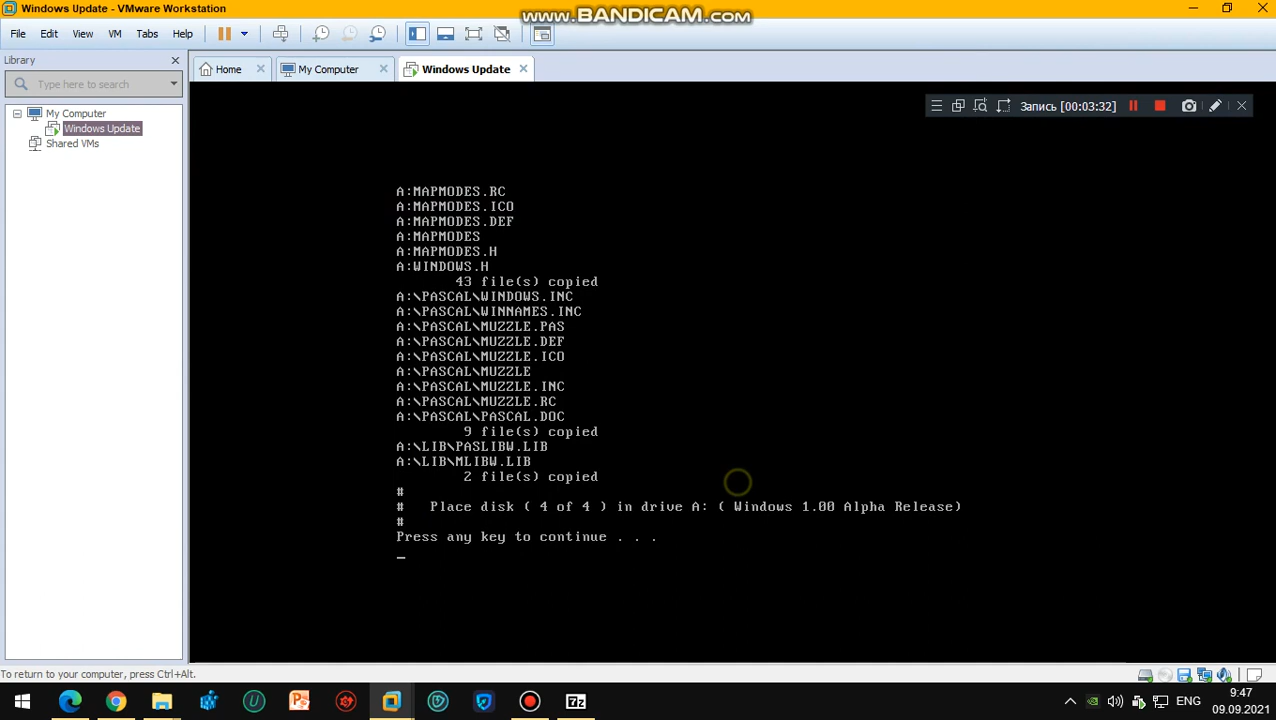 Windows Update - VMware Workstation
www.BANDICAM.com
File Edit View VM Tabs Help
Library
Type here to search
My Computer
Windows Update
Shared VMs
Home
My Computer
Windows Update
Запись [00:03:32]
A:MAPMODES.RC
A:MAPMODES.ICO
A:MAPMODES.DEF
A:MAPMODES
A:MAPMODES.H
A:WINDOWS.H
43 file(s) copied
A:\PASCAL\WINDOWS.INC
A:\PASCAL\WINNAMES.INC
A:\PASCAL\MUZZLE.PAS
A:\PASCAL\MUZZLE.DEF
A:\PASCAL\MUZZLE.ICO
A:\PASCAL\MUZZLE
A:\PASCAL\MUZZLE.INC
A:\PASCAL\MUZZLE.RC
A:\PASCAL\PASCAL.DOC
9 file(s) copied
A:\LIB\PASLIBW.LIB
A:\LIB\MLIBW.LIB
2 file(s) copied
#
# Place disk ( 4 of 4 ) in drive A: ( Windows 1.00 Alpha Release)
#
Press any key to continue . . .
_
To return to your computer, press Ctrl+Alt.
7z
ENG
9:47
09.09.2021